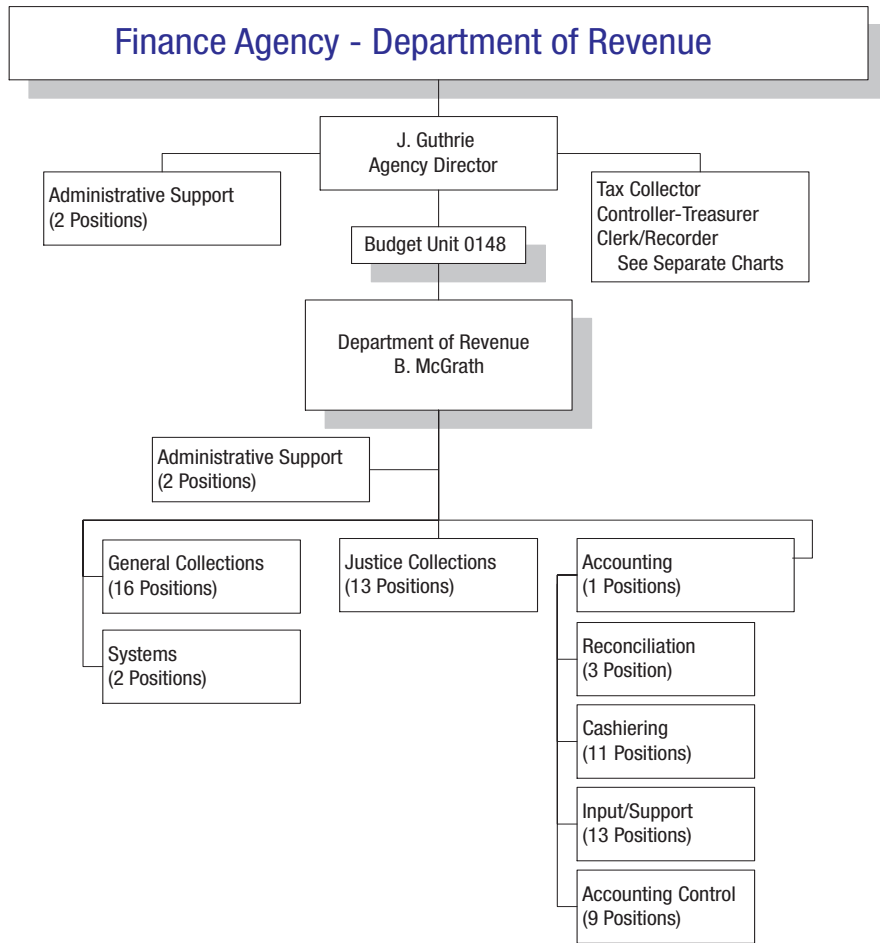 Finance Agency - Department of Revenue
J. Guthrie
Agency Director
Administrative Support
(2 Positions)
Tax Collector
Controller-Treasurer
Clerk/Recorder
See Separate Charts
Budget Unit 0148
Department of Revenue
B. McGrath
Administrative Support
(2 Positions)
General Collections
(16 Positions)
Justice Collections
(13 Positions)
Accounting
(1 Positions)
Systems
(2 Positions)
Reconciliation
(3 Position)
Cashiering
(11 Positions)
Input/Support
(13 Positions)
Accounting Control
(9 Positions)